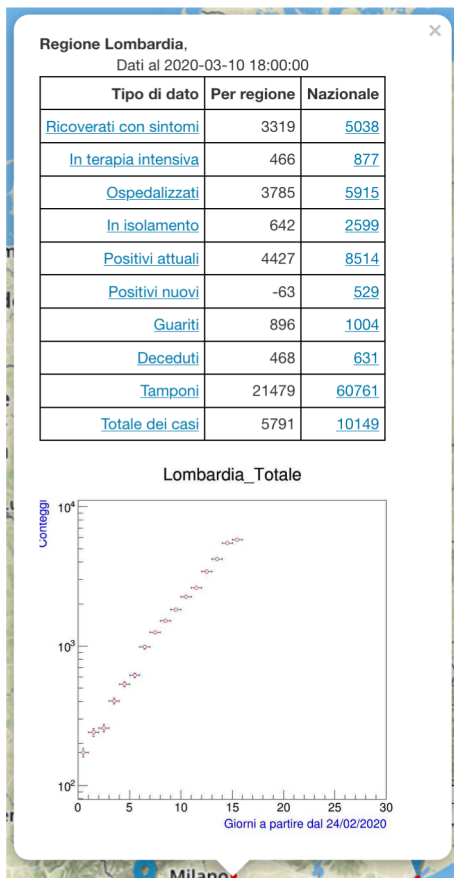 ×
Regione Lombardia,
Dati al 2020-03-10 18:00:00
Tipo di dato Per regione Nazionale
Ricoverati con sintomi 3319 5038
In terapia intensiva 466 877
Ospedalizzati 3785 5915
In isolamento 642 2599
Positivi attuali 4427 8514
Positivi nuovi -63 529
Guariti 896 1004
Deceduti 468 631
Tamponi 21479 60761
Totale dei casi 5791 10149
Lombardia_Totale
Conteggi
10⁴
10³
10²
0 5 10 15 20 25 30
Giorni a partire dal 24/02/2020
Milano